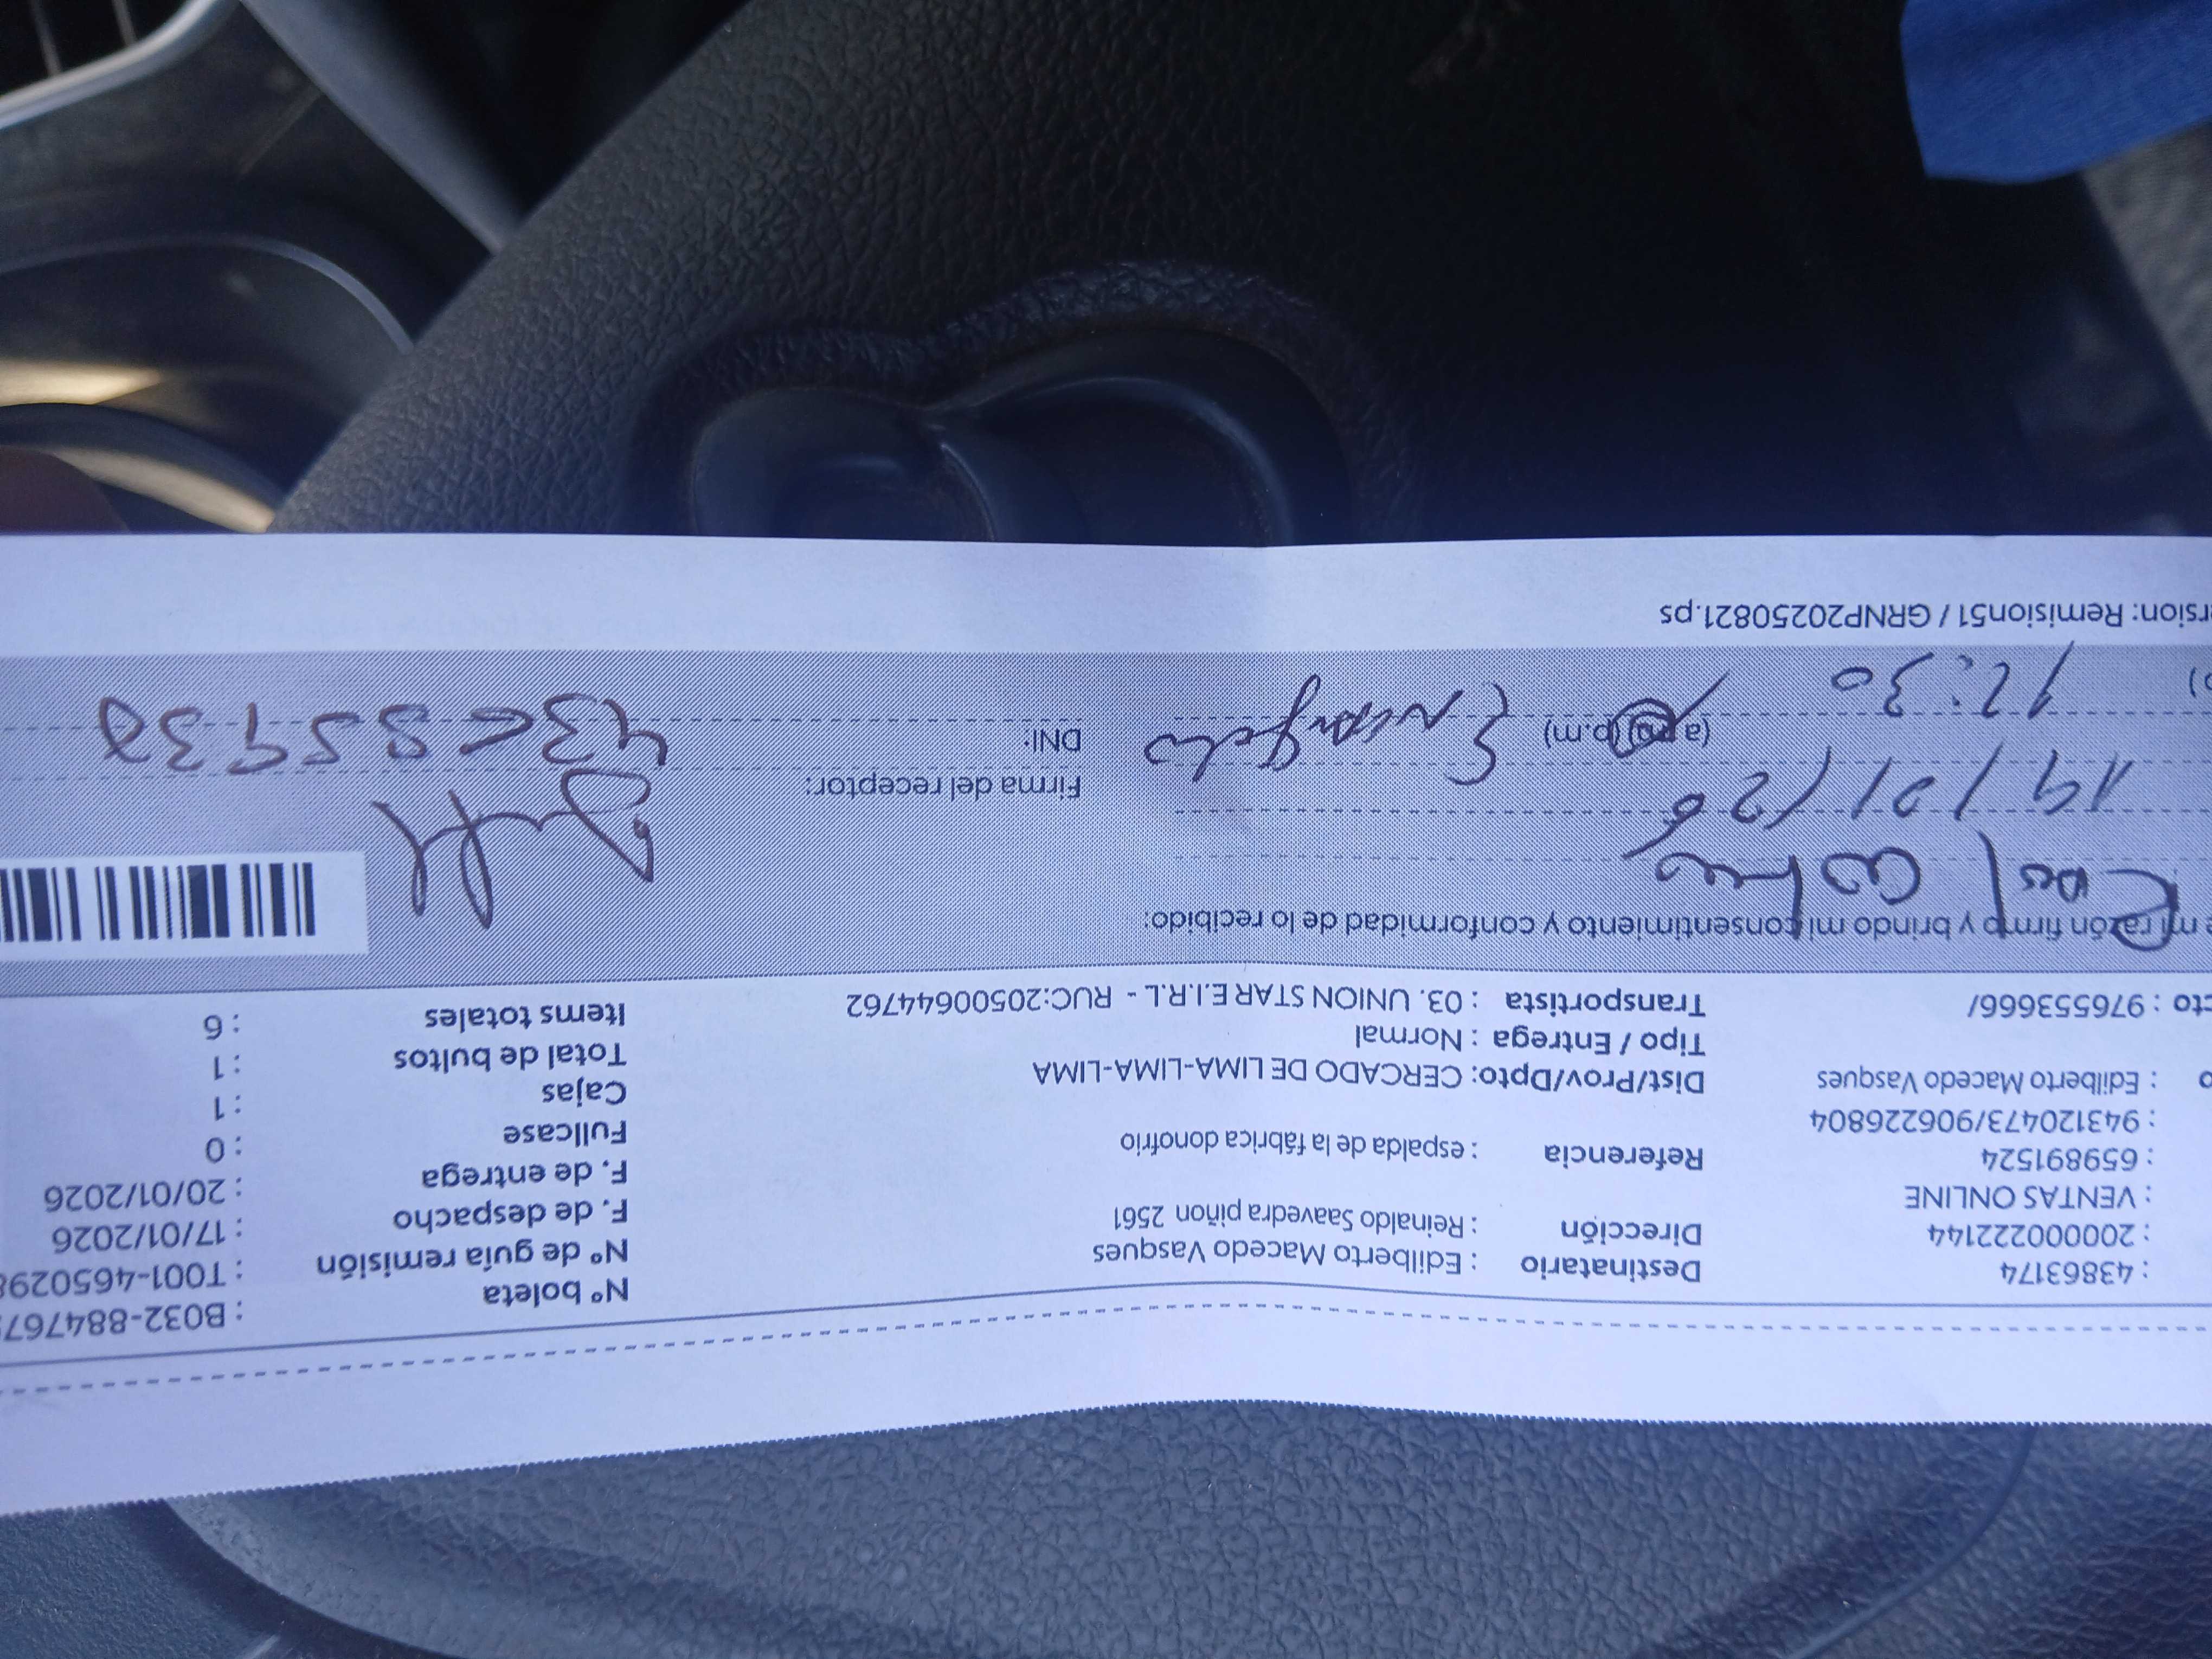 Nº boleta : B032-88476
Nº de guía remisión : T001-4650298
F. de despacho : 17/01/2026
F. de entrega : 20/01/2026
Fullcase : 0
Cajas : 1
Total de bultos : 1
Items totales : 6
Destinatario : Edilberto Macedo Vasques
Dirección : Reinaldo Saavedra piñon 2561
Referencia : espalda de la fábrica donofrio
Dist/Prov/Dpto: CERCADO DE LIMA-LIMA-LIMA
Tipo / Entrega : Normal
Transportista : 03. UNION STAR E.I.R.L - RUC:20500644762
: 43863174
: 2000022144
: VENTAS ONLINE
: 659891524
: 943120473/906226804
: Edilberto Macedo Vasques
: 976553666/
mi razón firmo y brindo mi consentimiento y conformidad de lo recibido:
19/01/26
12:30
(a.m) (p.m)
Firma del receptor:
DNI:
Remision51 / GRNP20250821.ps